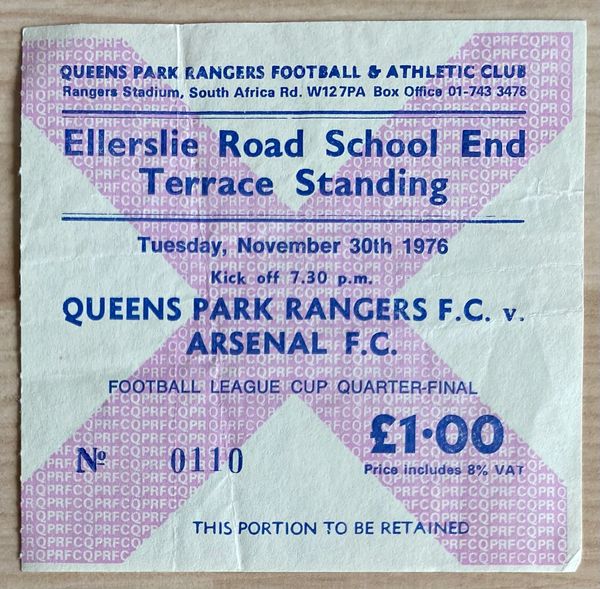 QUEENS PARK RANGERS FOOTBALL & ATHLETIC CLUB
Rangers Stadium, South Africa Rd. W127PA Box Office 01-743 3478
Ellerslie Road School End
Terrace Standing
Tuesday, November 30th 1976
Kick off 7.30 p.m.
QUEENS PARK RANGERS F.C. v.
ARSENAL F.C.
FOOTBALL LEAGUE CUP QUARTER-FINAL
£1·00
Nº 0110
Price includes 8% VAT
THIS PORTION TO BE RETAINED